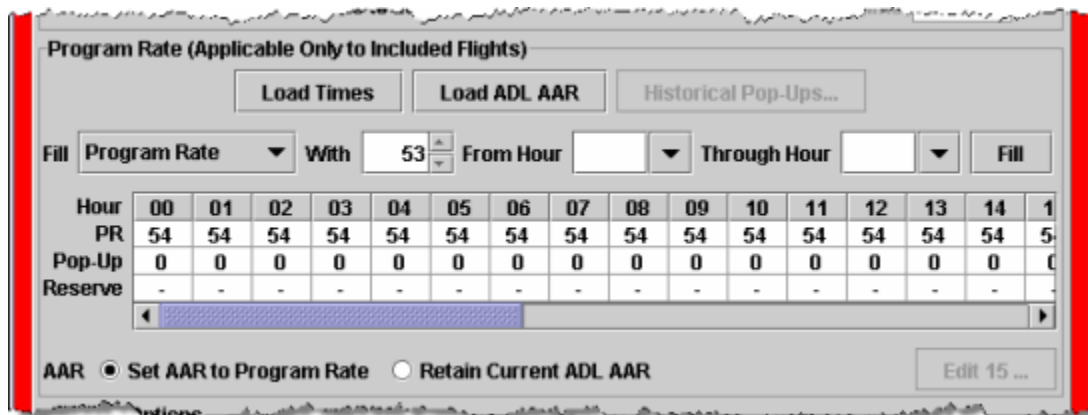 Program Rate (Applicable Only to Included Flights)
Load Times Load ADL AAR Historical Pop-Ups...
Fill Program Rate With 53 From Hour Through Hour Fill
Hour 00 01 02 03 04 05 06 07 08 09 10 11 12 13 14 1
PR 54 54 54 54 54 54 54 54 54 54 54 54 54 54 54 5
Pop-Up 0 0 0 0 0 0 0 0 0 0 0 0 0 0 0 0
Reserve - - - - - - - - - - - - - - - -
AAR Set AAR to Program Rate Retain Current ADL AAR Edit 15 ...
Options